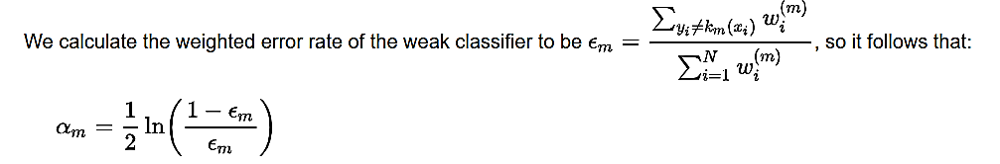 We calculate the weighted error rate of the weak classifier to be $\epsilon_m = \frac{\sum_{y_i \neq k_m(x_i)} w_i^{(m)}}{\sum_{i=1}^{N} w_i^{(m)}}$, so it follows that:
$\alpha_m = \frac{1}{2} \ln\left(\frac{1 - \epsilon_m}{\epsilon_m}\right)$